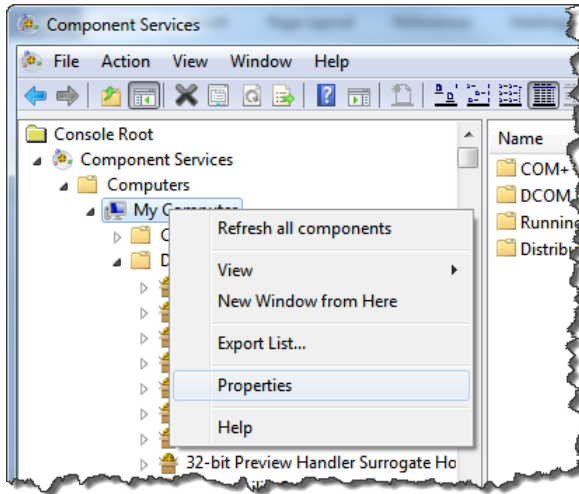 Component Services
File Action View Window Help
Console Root
Component Services
Computers
My Computer
Refresh all components
View
New Window from Here
Export List...
Properties
Help
32-bit Preview Handler Surrogate Ho
Name
COM+
DCOM
Running
Distrib